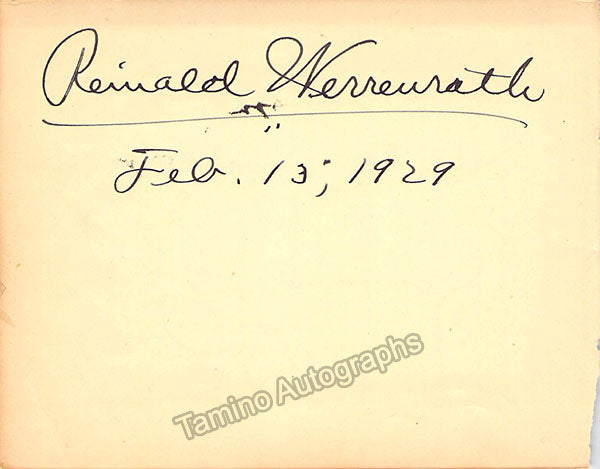 Reinald Werrenrath
Feb. 13, 1929
Tamino Autographs